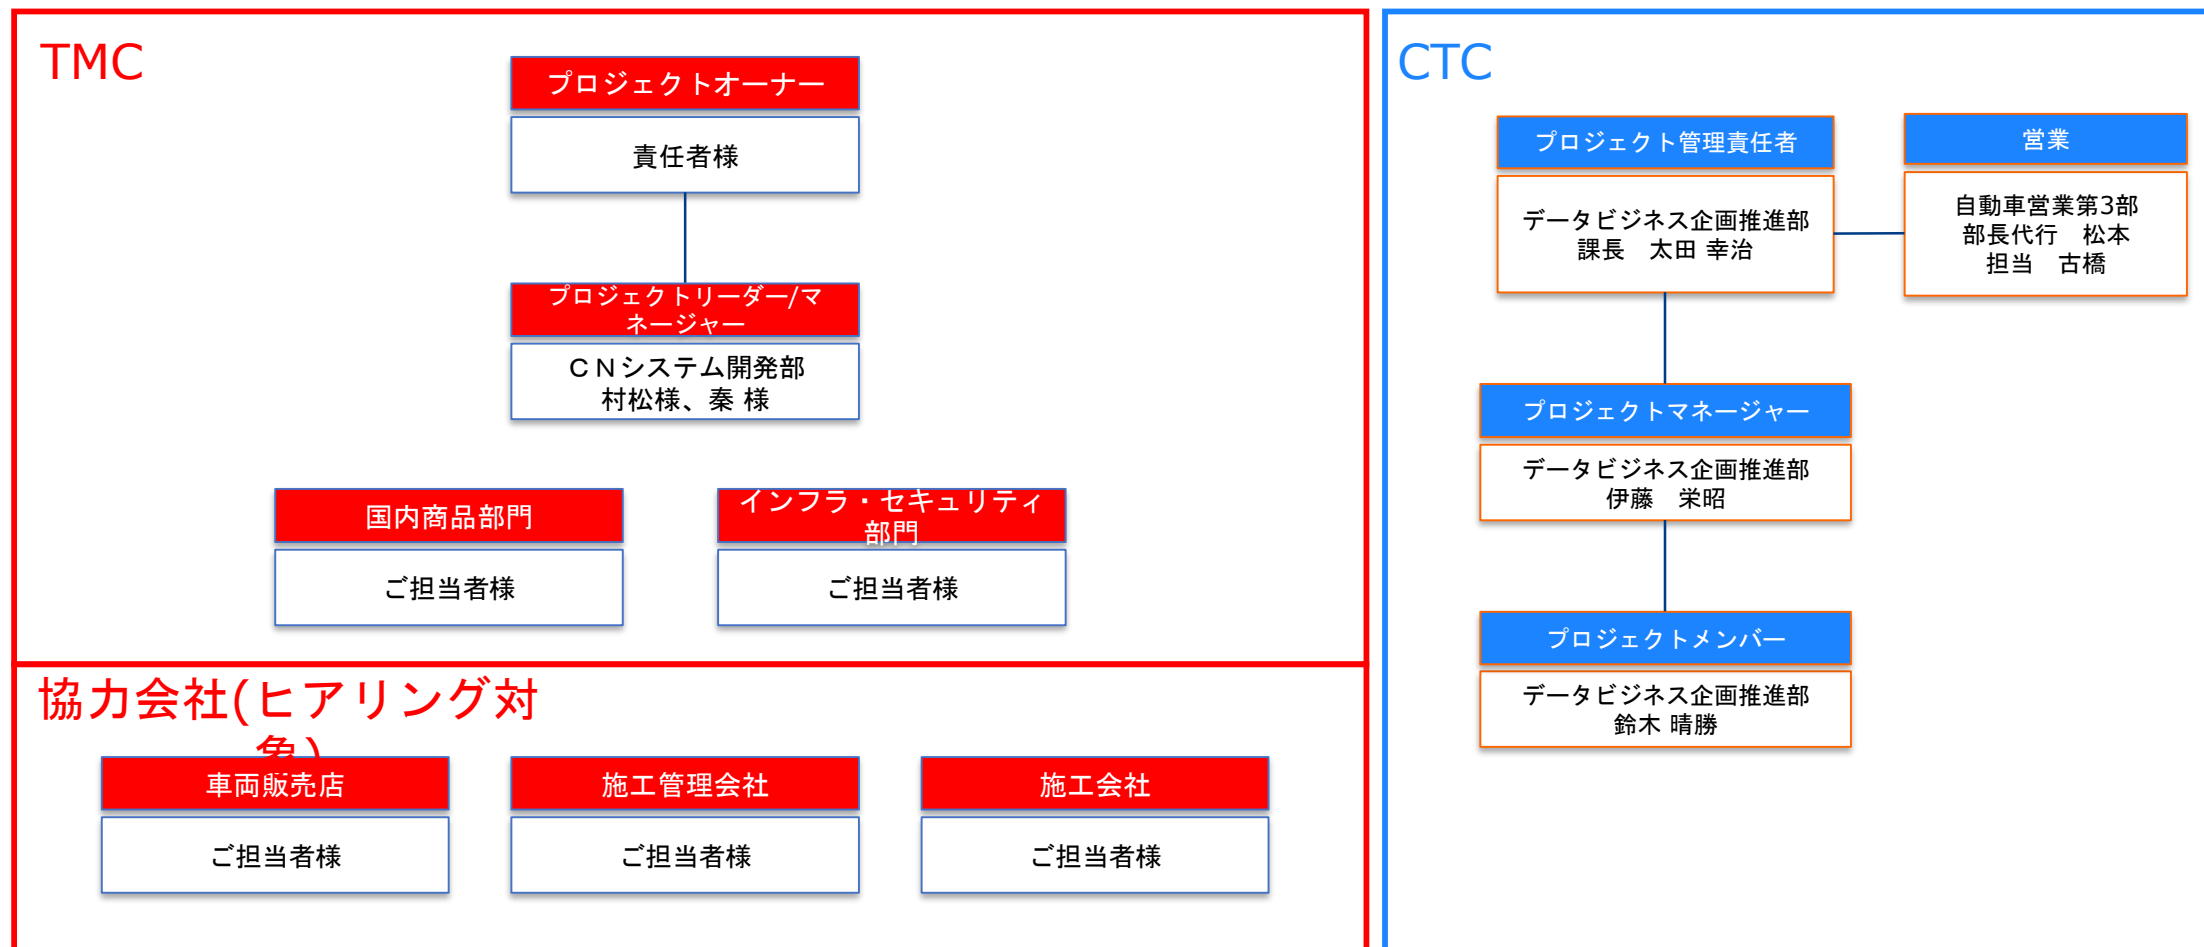 TMC
プロジェクトオーナー
責任者様
プロジェクトリーダー/マ
ネージャー
ＣＮシステム開発部
村松様、秦 様
国内商品部門
ご担当者様
インフラ・セキュリティ
部門
ご担当者様
協力会社(ヒアリング対
象)
車両販売店
ご担当者様
施工管理会社
ご担当者様
施工会社
ご担当者様
CTC
プロジェクト管理責任者
データビジネス企画推進部
課長　太田 幸治
営業
自動車営業第3部
部長代行　松本
担当　古橋
プロジェクトマネージャー
データビジネス企画推進部
伊藤　栄昭
プロジェクトメンバー
データビジネス企画推進部
鈴木 晴勝